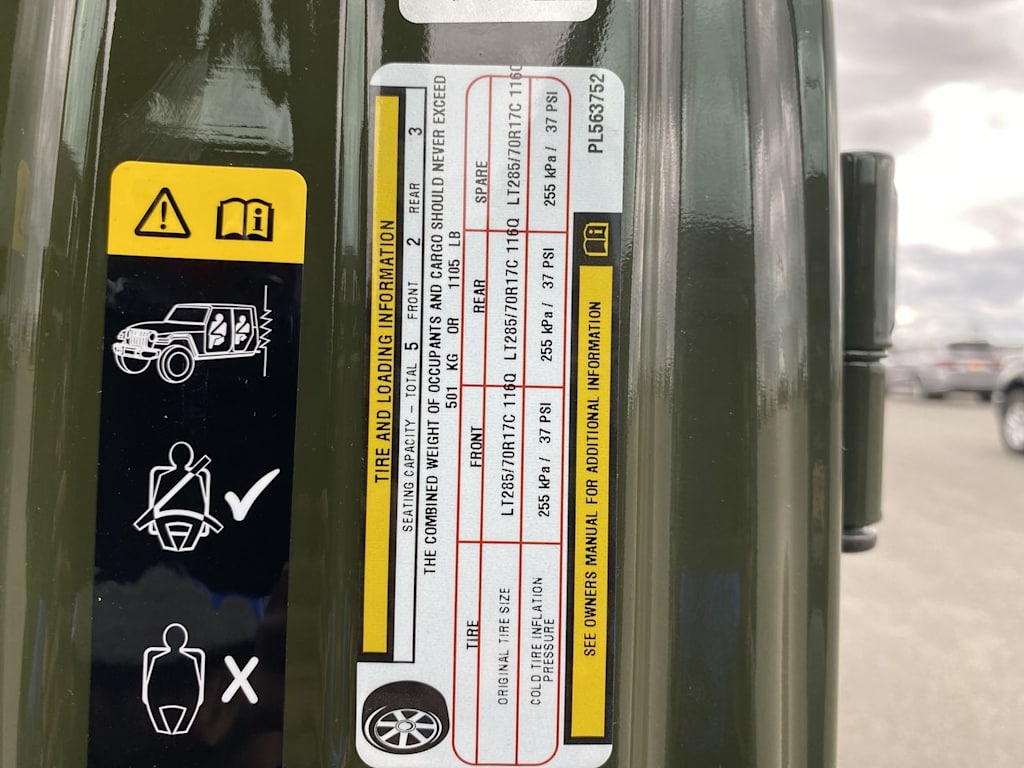 TIRE AND LOADING INFORMATION
SEATING CAPACITY – TOTAL 5 FRONT 2 REAR 3
THE COMBINED WEIGHT OF OCCUPANTS AND CARGO SHOULD NEVER EXCEED
501 KG OR 1105 LB
TIRE FRONT REAR SPARE
ORIGINAL TIRE SIZE LT285/70R17C 116Q LT285/70R17C 116Q LT285/70R17C 116Q
COLD TIRE INFLATION
PRESSURE 255 kPa / 37 PSI 255 kPa / 37 PSI 255 kPa / 37 PSI
SEE OWNERS MANUAL FOR ADDITIONAL INFORMATION
PL563752